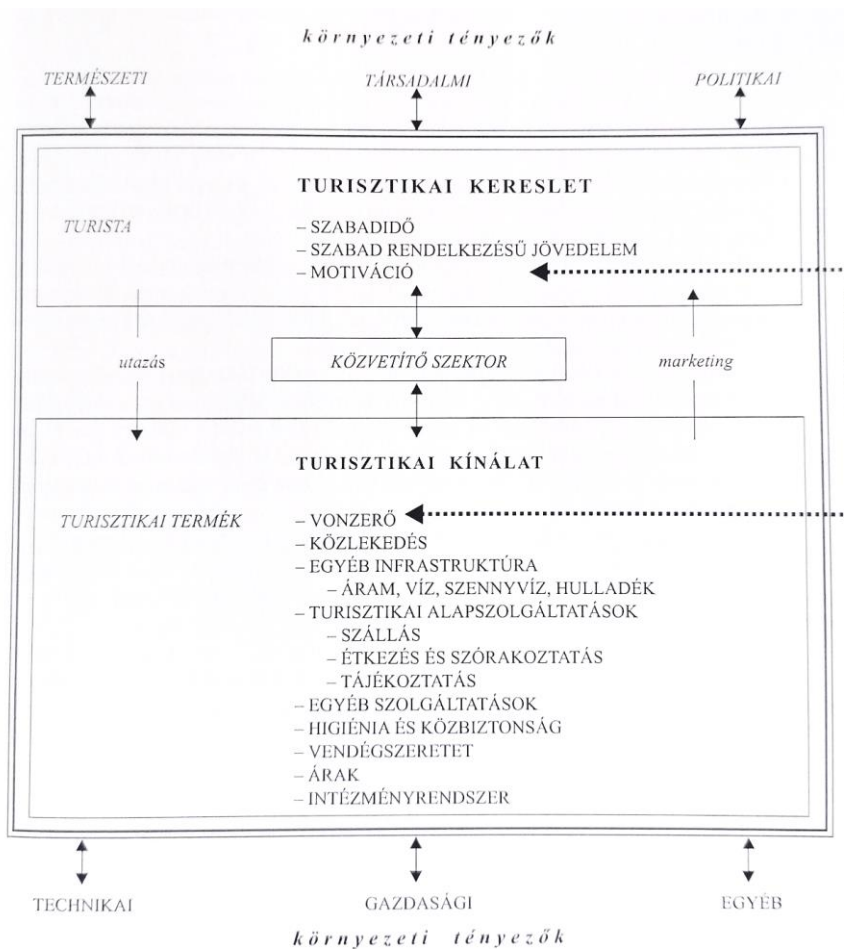 környezeti tényezők
TERMÉSZETI TÁRSADALMI POLITIKAI
TURISZTIKAI KERESLET
TURISTA
– SZABADIDŐ
– SZABAD RENDELKEZÉSŰ JÖVEDELEM
– MOTIVÁCIÓ
utazás KÖZVETÍTŐ SZEKTOR marketing
TURISZTIKAI KÍNÁLAT
TURISZTIKAI TERMÉK – VONZERŐ
– KÖZLEKEDÉS
– EGYÉB INFRASTRUKTÚRA
– ÁRAM, VÍZ, SZENNYVÍZ, HULLADÉK
– TURISZTIKAI ALAPSZOLGÁLTATÁSOK
– SZÁLLÁS
– ÉTKEZÉS ÉS SZÓRAKOZTATÁS
– TÁJÉKOZTATÁS
– EGYÉB SZOLGÁLTATÁSOK
– HIGIÉNIA ÉS KÖZBIZTONSÁG
– VENDÉGSZERETET
– ÁRAK
– INTÉZMÉNYRENDSZER
TECHNIKAI GAZDASÁGI EGYÉB
környezeti tényezők